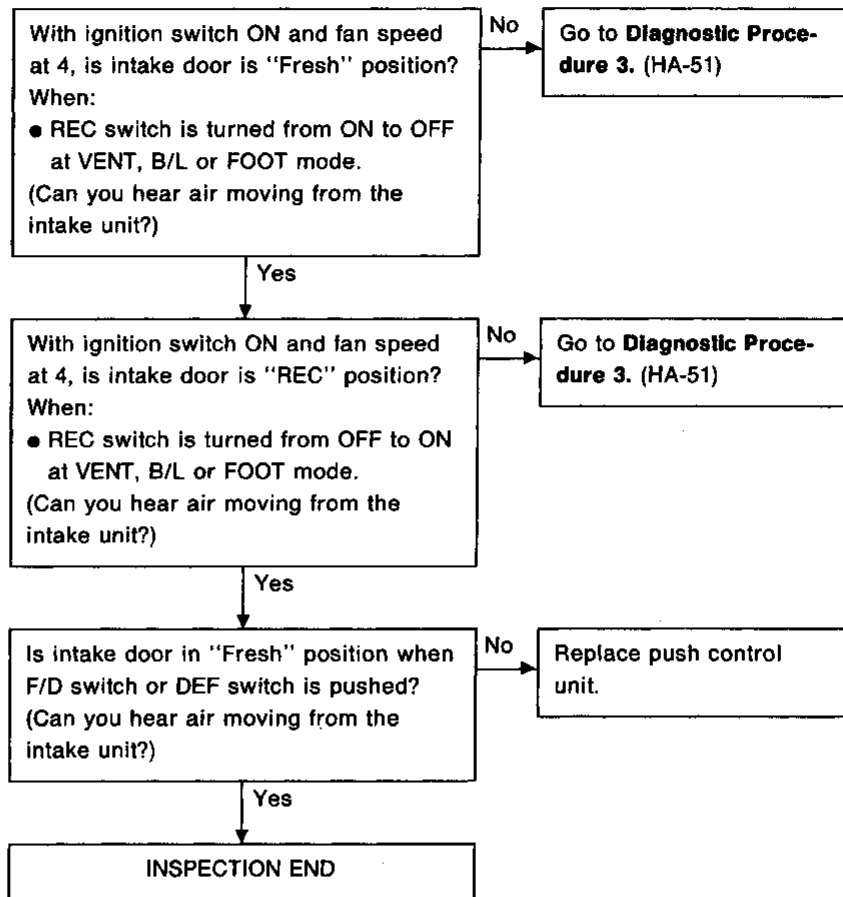 With ignition switch ON and fan speed
at 4, is intake door is "Fresh" position?
When:
● REC switch is turned from ON to OFF
at VENT, B/L or FOOT mode.
(Can you hear air moving from the
intake unit?)
No
Go to Diagnostic Proce-
dure 3. (HA-51)
Yes
With ignition switch ON and fan speed
at 4, is intake door is "REC" position?
When:
● REC switch is turned from OFF to ON
at VENT, B/L or FOOT mode.
(Can you hear air moving from the
intake unit?)
No
Go to Diagnostic Proce-
dure 3. (HA-51)
Yes
Is intake door in "Fresh" position when
F/D switch or DEF switch is pushed?
(Can you hear air moving from the
intake unit?)
No
Replace push control
unit.
Yes
INSPECTION END